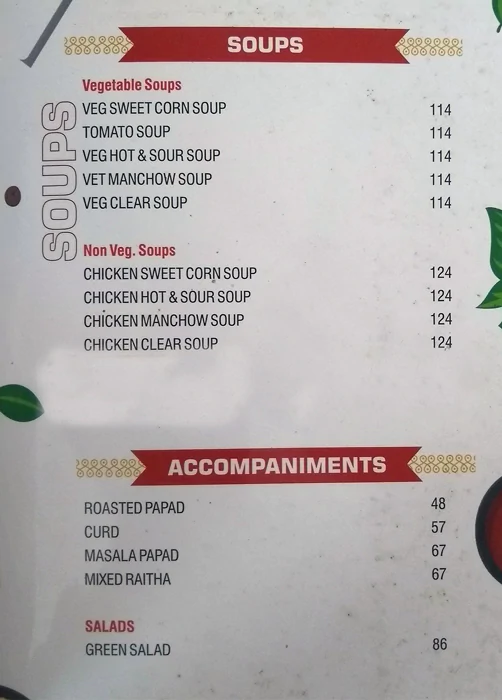 SOUPS
SOUPS
Vegetable Soups
VEG SWEET CORN SOUP 114
TOMATO SOUP 114
VEG HOT & SOUR SOUP 114
VET MANCHOW SOUP 114
VEG CLEAR SOUP 114
Non Veg. Soups
CHICKEN SWEET CORN SOUP 124
CHICKEN HOT & SOUR SOUP 124
CHICKEN MANCHOW SOUP 124
CHICKEN CLEAR SOUP 124
ACCOMPANIMENTS
ROASTED PAPAD 48
CURD 57
MASALA PAPAD 67
MIXED RAITHA 67
SALADS
GREEN SALAD 86